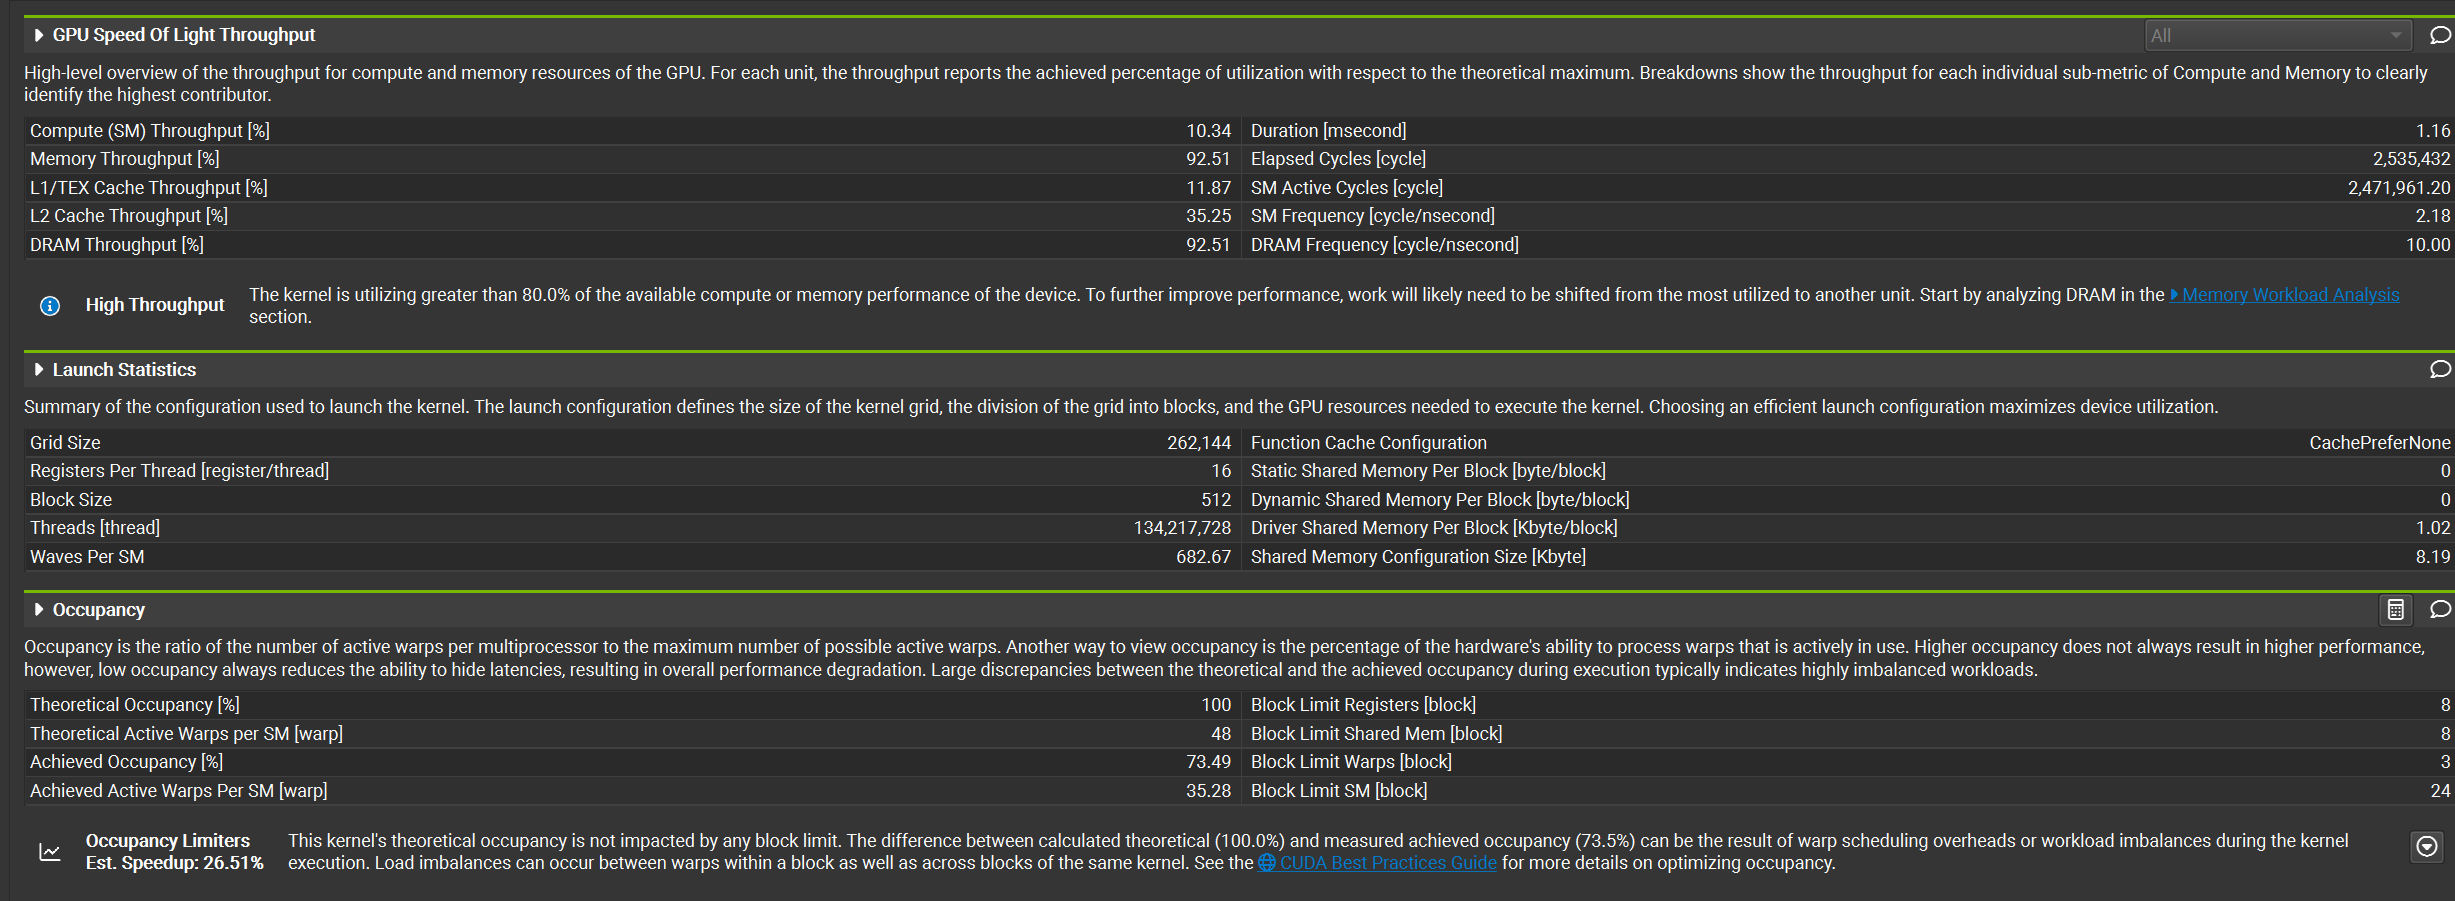 GPU Speed Of Light Throughput
All
High-level overview of the throughput for compute and memory resources of the GPU. For each unit, the throughput reports the achieved percentage of utilization with respect to the theoretical maximum. Breakdowns show the throughput for each individual sub-metric of Compute and Memory to clearly
identify the highest contributor.
Compute (SM) Throughput [%] 10.34 Duration [msecond] 1.16
Memory Throughput [%] 92.51 Elapsed Cycles [cycle] 2,535,432
L1/TEX Cache Throughput [%] 11.87 SM Active Cycles [cycle] 2,471,961.20
L2 Cache Throughput [%] 35.25 SM Frequency [cycle/nsecond] 2.18
DRAM Throughput [%] 92.51 DRAM Frequency [cycle/nsecond] 10.00
High Throughput
The kernel is utilizing greater than 80.0% of the available compute or memory performance of the device. To further improve performance, work will likely need to be shifted from the most utilized to another unit. Start by analyzing DRAM in the Memory Workload Analysis
section.
Launch Statistics
Summary of the configuration used to launch the kernel. The launch configuration defines the size of the kernel grid, the division of the grid into blocks, and the GPU resources needed to execute the kernel. Choosing an efficient launch configuration maximizes device utilization.
Grid Size 262,144 Function Cache Configuration CachePreferNone
Registers Per Thread [register/thread] 16 Static Shared Memory Per Block [byte/block] 0
Block Size 512 Dynamic Shared Memory Per Block [byte/block] 0
Threads [thread] 134,217,728 Driver Shared Memory Per Block [Kbyte/block] 1.02
Waves Per SM 682.67 Shared Memory Configuration Size [Kbyte] 8.19
Occupancy
Occupancy is the ratio of the number of active warps per multiprocessor to the maximum number of possible active warps. Another way to view occupancy is the percentage of the hardware's ability to process warps that is actively in use. Higher occupancy does not always result in higher performance,
however, low occupancy always reduces the ability to hide latencies, resulting in overall performance degradation. Large discrepancies between the theoretical and the achieved occupancy during execution typically indicates highly imbalanced workloads.
Theoretical Occupancy [%] 100 Block Limit Registers [block] 8
Theoretical Active Warps per SM [warp] 48 Block Limit Shared Mem [block] 8
Achieved Occupancy [%] 73.49 Block Limit Warps [block] 3
Achieved Active Warps Per SM [warp] 35.28 Block Limit SM [block] 24
Occupancy Limiters
Est. Speedup: 26.51%
This kernel's theoretical occupancy is not impacted by any block limit. The difference between calculated theoretical (100.0%) and measured achieved occupancy (73.5%) can be the result of warp scheduling overheads or workload imbalances during the kernel
execution. Load imbalances can occur between warps within a block as well as across blocks of the same kernel. See the CUDA Best Practices Guide for more details on optimizing occupancy.